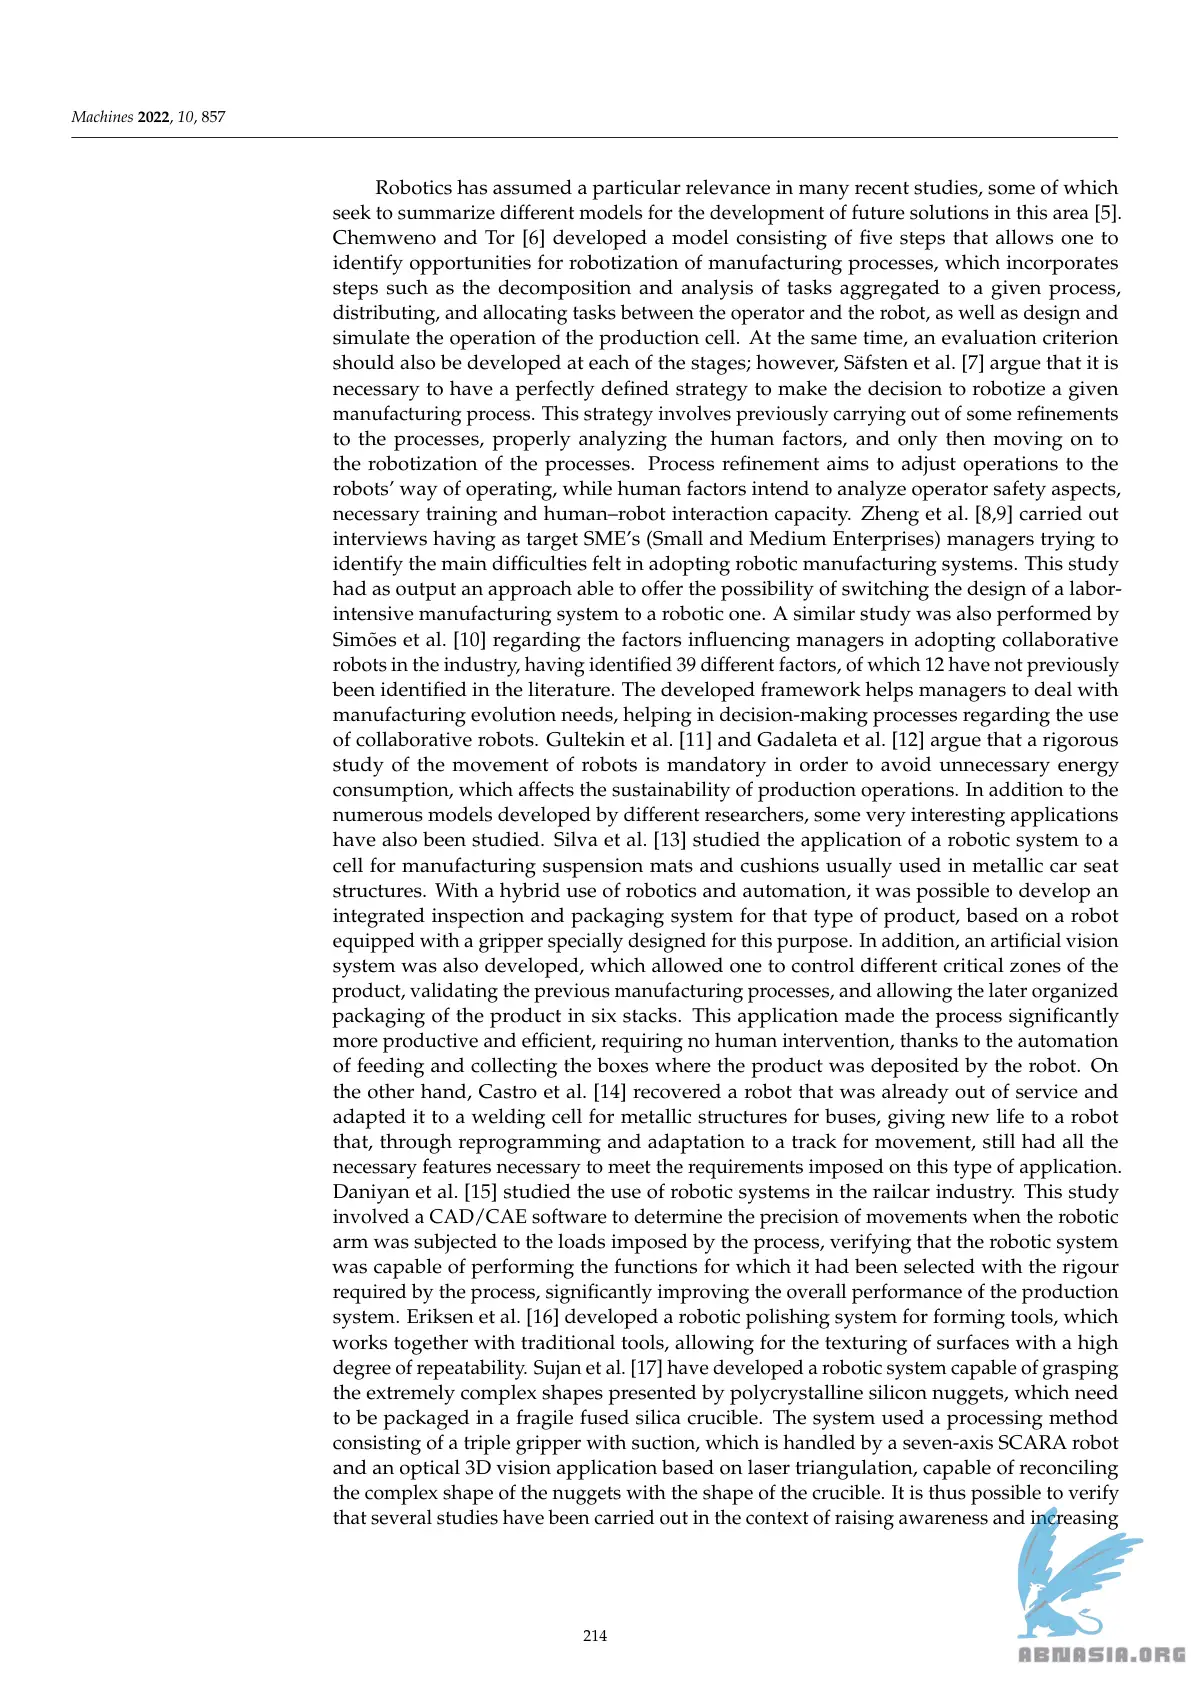 Machines 2022, 10, 857
Robotics has assumed a particular relevance in many recent studies, some of which
seek to summarize different models for the development of future solutions in this area [5].
Chemweno and Tor [6] developed a model consisting of five steps that allows one to
identify opportunities for robotization of manufacturing processes, which incorporates
steps such as the decomposition and analysis of tasks aggregated to a given process,
distributing, and allocating tasks between the operator and the robot, as well as design and
simulate the operation of the production cell. At the same time, an evaluation criterion
should also be developed at each of the stages; however, Säfsten et al. [7] argue that it is
necessary to have a perfectly defined strategy to make the decision to robotize a given
manufacturing process. This strategy involves previously carrying out of some refinements
to the processes, properly analyzing the human factors, and only then moving on to
the robotization of the processes. Process refinement aims to adjust operations to the
robots' way of operating, while human factors intend to analyze operator safety aspects,
necessary training and human–robot interaction capacity. Zheng et al. [8,9] carried out
interviews having as target SME's (Small and Medium Enterprises) managers trying to
identify the main difficulties felt in adopting robotic manufacturing systems. This study
had as output an approach able to offer the possibility of switching the design of a labor-
intensive manufacturing system to a robotic one. A similar study was also performed by
Simões et al. [10] regarding the factors influencing managers in adopting collaborative
robots in the industry, having identified 39 different factors, of which 12 have not previously
been identified in the literature. The developed framework helps managers to deal with
manufacturing evolution needs, helping in decision-making processes regarding the use
of collaborative robots. Gultekin et al. [11] and Gadaleta et al. [12] argue that a rigorous
study of the movement of robots is mandatory in order to avoid unnecessary energy
consumption, which affects the sustainability of production operations. In addition to the
numerous models developed by different researchers, some very interesting applications
have also been studied. Silva et al. [13] studied the application of a robotic system to a
cell for manufacturing suspension mats and cushions usually used in metallic car seat
structures. With a hybrid use of robotics and automation, it was possible to develop an
integrated inspection and packaging system for that type of product, based on a robot
equipped with a gripper specially designed for this purpose. In addition, an artificial vision
system was also developed, which allowed one to control different critical zones of the
product, validating the previous manufacturing processes, and allowing the later organized
packaging of the product in six stacks. This application made the process significantly
more productive and efficient, requiring no human intervention, thanks to the automation
of feeding and collecting the boxes where the product was deposited by the robot. On
the other hand, Castro et al. [14] recovered a robot that was already out of service and
adapted it to a welding cell for metallic structures for buses, giving new life to a robot
that, through reprogramming and adaptation to a track for movement, still had all the
necessary features necessary to meet the requirements imposed on this type of application.
Daniyan et al. [15] studied the use of robotic systems in the railcar industry. This study
involved a CAD/CAE software to determine the precision of movements when the robotic
arm was subjected to the loads imposed by the process, verifying that the robotic system
was capable of performing the functions for which it had been selected with the rigour
required by the process, significantly improving the overall performance of the production
system. Eriksen et al. [16] developed a robotic polishing system for forming tools, which
works together with traditional tools, allowing for the texturing of surfaces with a high
degree of repeatability. Sujan et al. [17] have developed a robotic system capable of grasping
the extremely complex shapes presented by polycrystalline silicon nuggets, which need
to be packaged in a fragile fused silica crucible. The system used a processing method
consisting of a triple gripper with suction, which is handled by a seven-axis SCARA robot
and an optical 3D vision application based on laser triangulation, capable of reconciling
the complex shape of the nuggets with the shape of the crucible. It is thus possible to verify
that several studies have been carried out in the context of raising awareness and increasing
214
ABNASIA.ORG